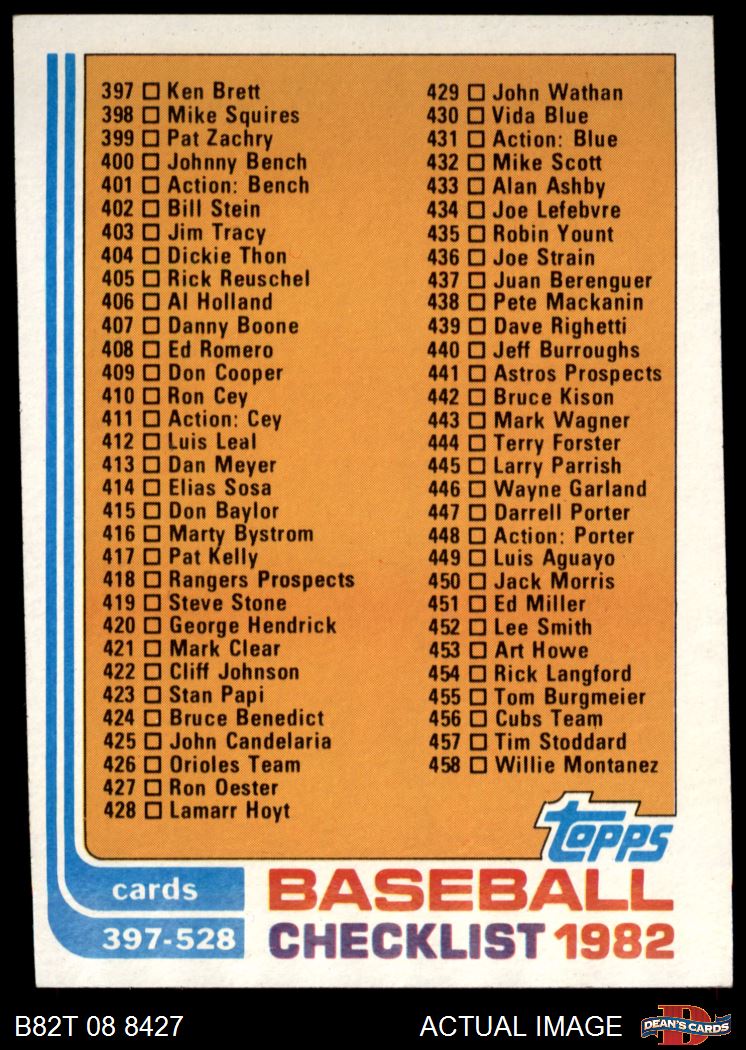 397 Ken Brett
398 Mike Squires
399 Pat Zachry
400 Johnny Bench
401 Action: Bench
402 Bill Stein
403 Jim Tracy
404 Dickie Thon
405 Rick Reuschel
406 Al Holland
407 Danny Boone
408 Ed Romero
409 Don Cooper
410 Ron Cey
411 Action: Cey
412 Luis Leal
413 Dan Meyer
414 Elias Sosa
415 Don Baylor
416 Marty Bystrom
417 Pat Kelly
418 Rangers Prospects
419 Steve Stone
420 George Hendrick
421 Mark Clear
422 Cliff Johnson
423 Stan Papi
424 Bruce Benedict
425 John Candelaria
426 Orioles Team
427 Ron Oester
428 Lamarr Hoyt
429 John Wathan
430 Vida Blue
431 Action: Blue
432 Mike Scott
433 Alan Ashby
434 Joe Lefebvre
435 Robin Yount
436 Joe Strain
437 Juan Berenguer
438 Pete Mackanin
439 Dave Righetti
440 Jeff Burroughs
441 Astros Prospects
442 Bruce Kison
443 Mark Wagner
444 Terry Forster
445 Larry Parrish
446 Wayne Garland
447 Darrell Porter
448 Action: Porter
449 Luis Aguayo
450 Jack Morris
451 Ed Miller
452 Lee Smith
453 Art Howe
454 Rick Langford
455 Tom Burgmeier
456 Cubs Team
457 Tim Stoddard
458 Willie Montanez
topps
cards
397-528
BASEBALL
CHECKLIST 1982
B82T 08 8427
ACTUAL IMAGE
D
DEAN'S CARDS